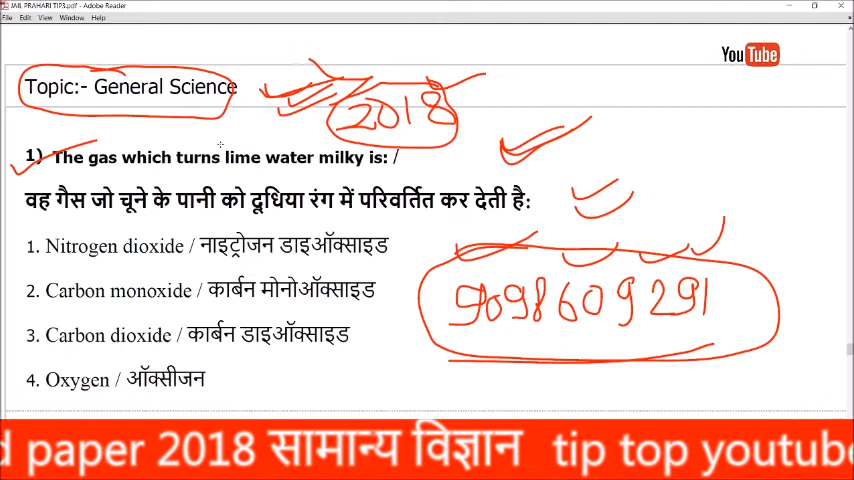 JAIL PRAHARI TIP3.pdf - Adobe Reader
File Edit View Window Help
YouTube
Topic:- General Science
2018
1) The gas which turns lime water milky is: /
वह गैस जो चूने के पानी को दूधिया रंग में परिवर्तित कर देती है:
1. Nitrogen dioxide / नाइट्रोजन डाइऑक्साइड
2. Carbon monoxide / कार्बन मोनोऑक्साइड
9098609291
3. Carbon dioxide / कार्बन डाइऑक्साइड
4. Oxygen / ऑक्सीजन
d paper 2018 सामान्य विज्ञान tip top youtube